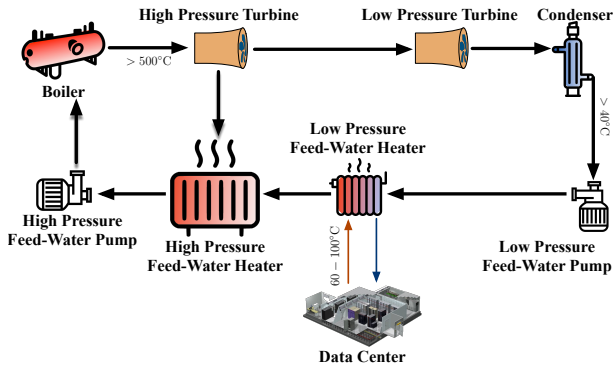 High Pressure Turbine
Low Pressure Turbine
Condenser
> 500°C
Boiler
> 40°C
Low Pressure
Feed-Water Heater
High Pressure
Feed-Water Pump
High Pressure
Feed-Water Heater
60 − 100°C
Low Pressure
Feed-Water Pump
Data Center